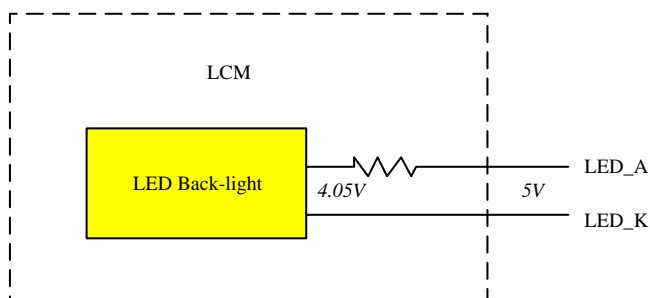 LCM
LED Back-light
4.05V
5V
LED_A
LED_K